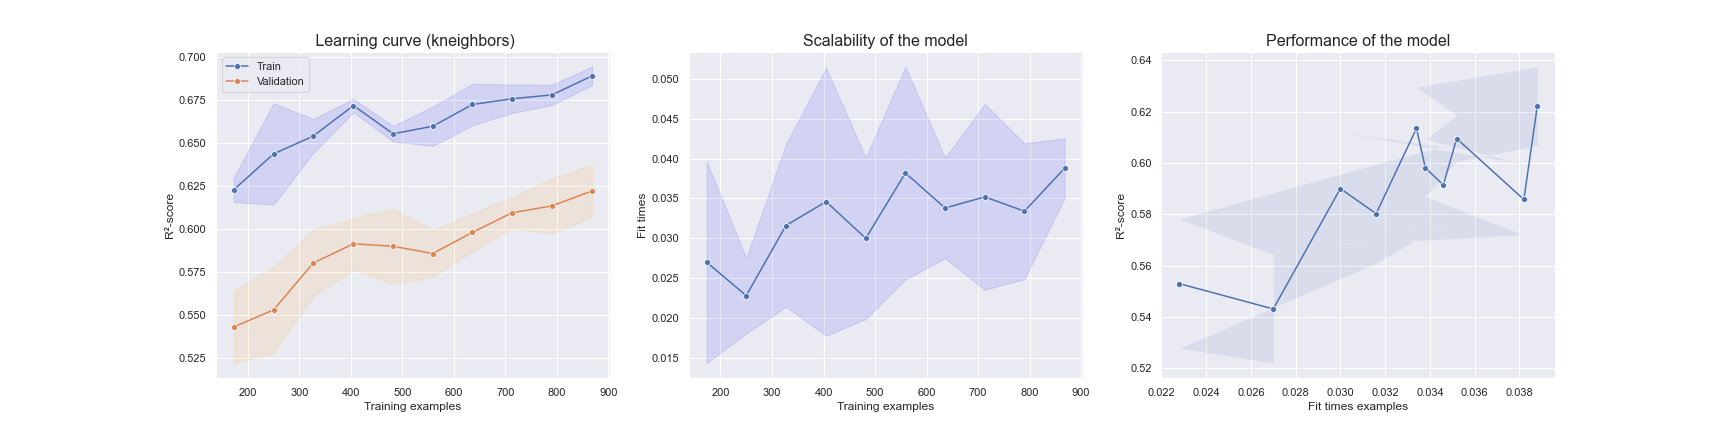 Learning curve (kneighbors)
Train
Validation
R²-score
0.700
0.675
0.650
0.625
0.600
0.575
0.550
0.525
200 300 400 500 600 700 800 900
Training examples
Scalability of the model
Fit times
0.050
0.045
0.040
0.035
0.030
0.025
0.020
0.015
200 300 400 500 600 700 800 900
Training examples
Performance of the model
R²-score
0.64
0.62
0.60
0.58
0.56
0.54
0.52
0.022 0.024 0.026 0.028 0.030 0.032 0.034 0.036 0.038
Fit times examples